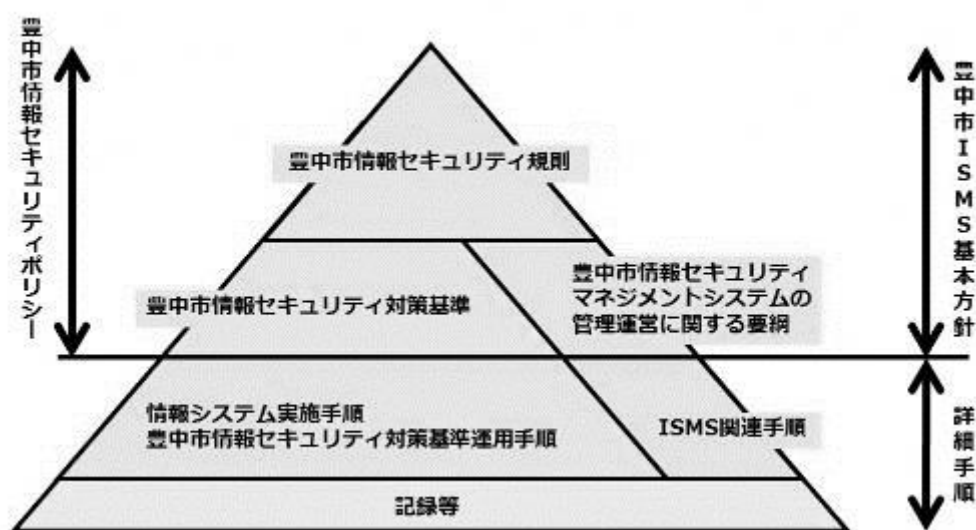 豊中市情報セキュリティポリシー
豊中市ISMS基本方針
豊中市情報セキュリティ規則
豊中市情報セキュリティ対策基準
豊中市情報セキュリティ
マネジメントシステムの
管理運営に関する要綱
情報システム実施手順
豊中市情報セキュリティ対策基準運用手順
ISMS関連手順
詳細手順
記録等